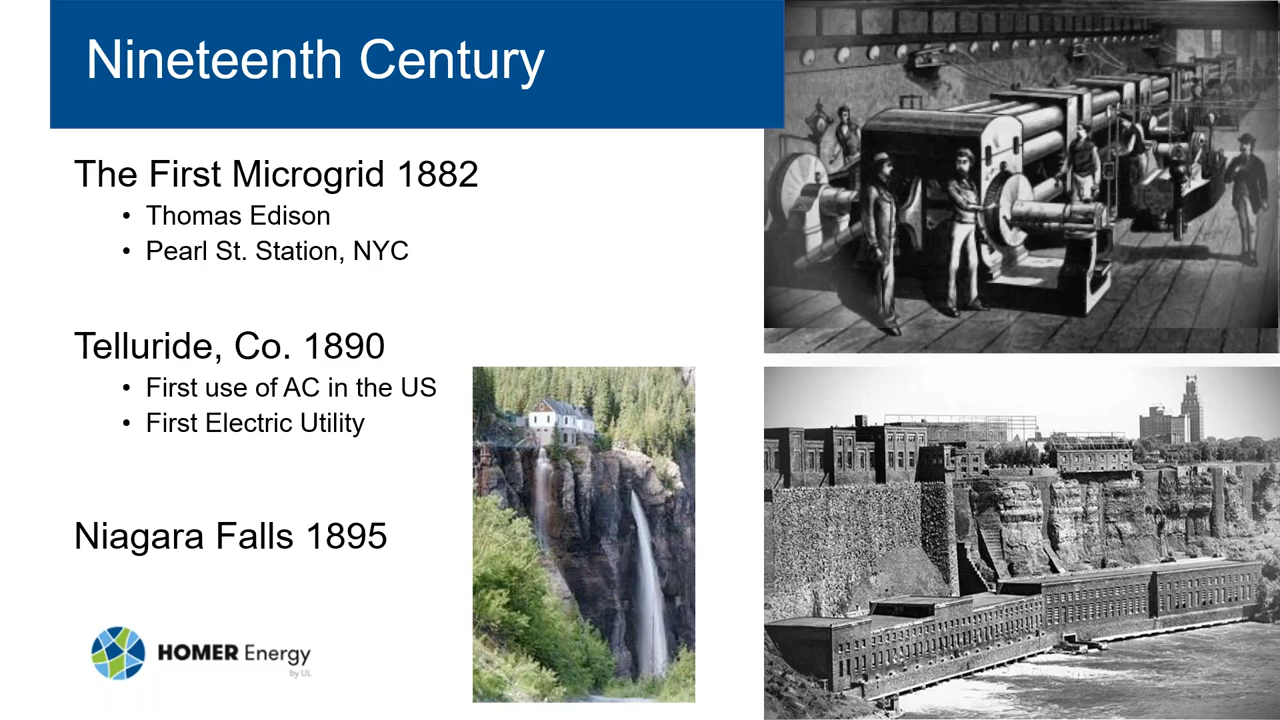 Nineteenth Century
The First Microgrid 1882
• Thomas Edison
• Pearl St. Station, NYC
Telluride, Co. 1890
• First use of AC in the US
• First Electric Utility
Niagara Falls 1895
HOMER Energy
by UL